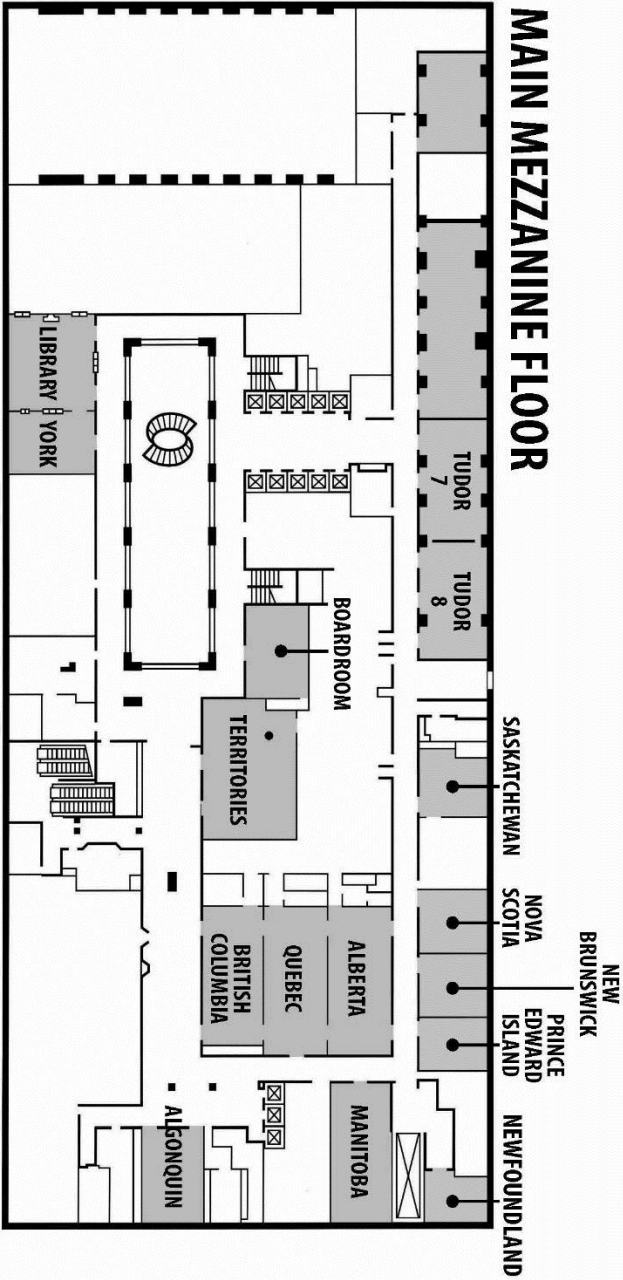 MAIN MEZZANINE FLOOR
TUDOR
7
TUDOR
8
LIBRARY
YORK
BOARDROOM
TERRITORIES
SASKATCHEWAN
NOVA
SCOTIA
NEW
BRUNSWICK
PRINCE
EDWARD
ISLAND
NEWFOUNDLAND
ALBERTA
QUEBEC
BRITISH
COLUMBIA
MANITOBA
ALGONQUIN